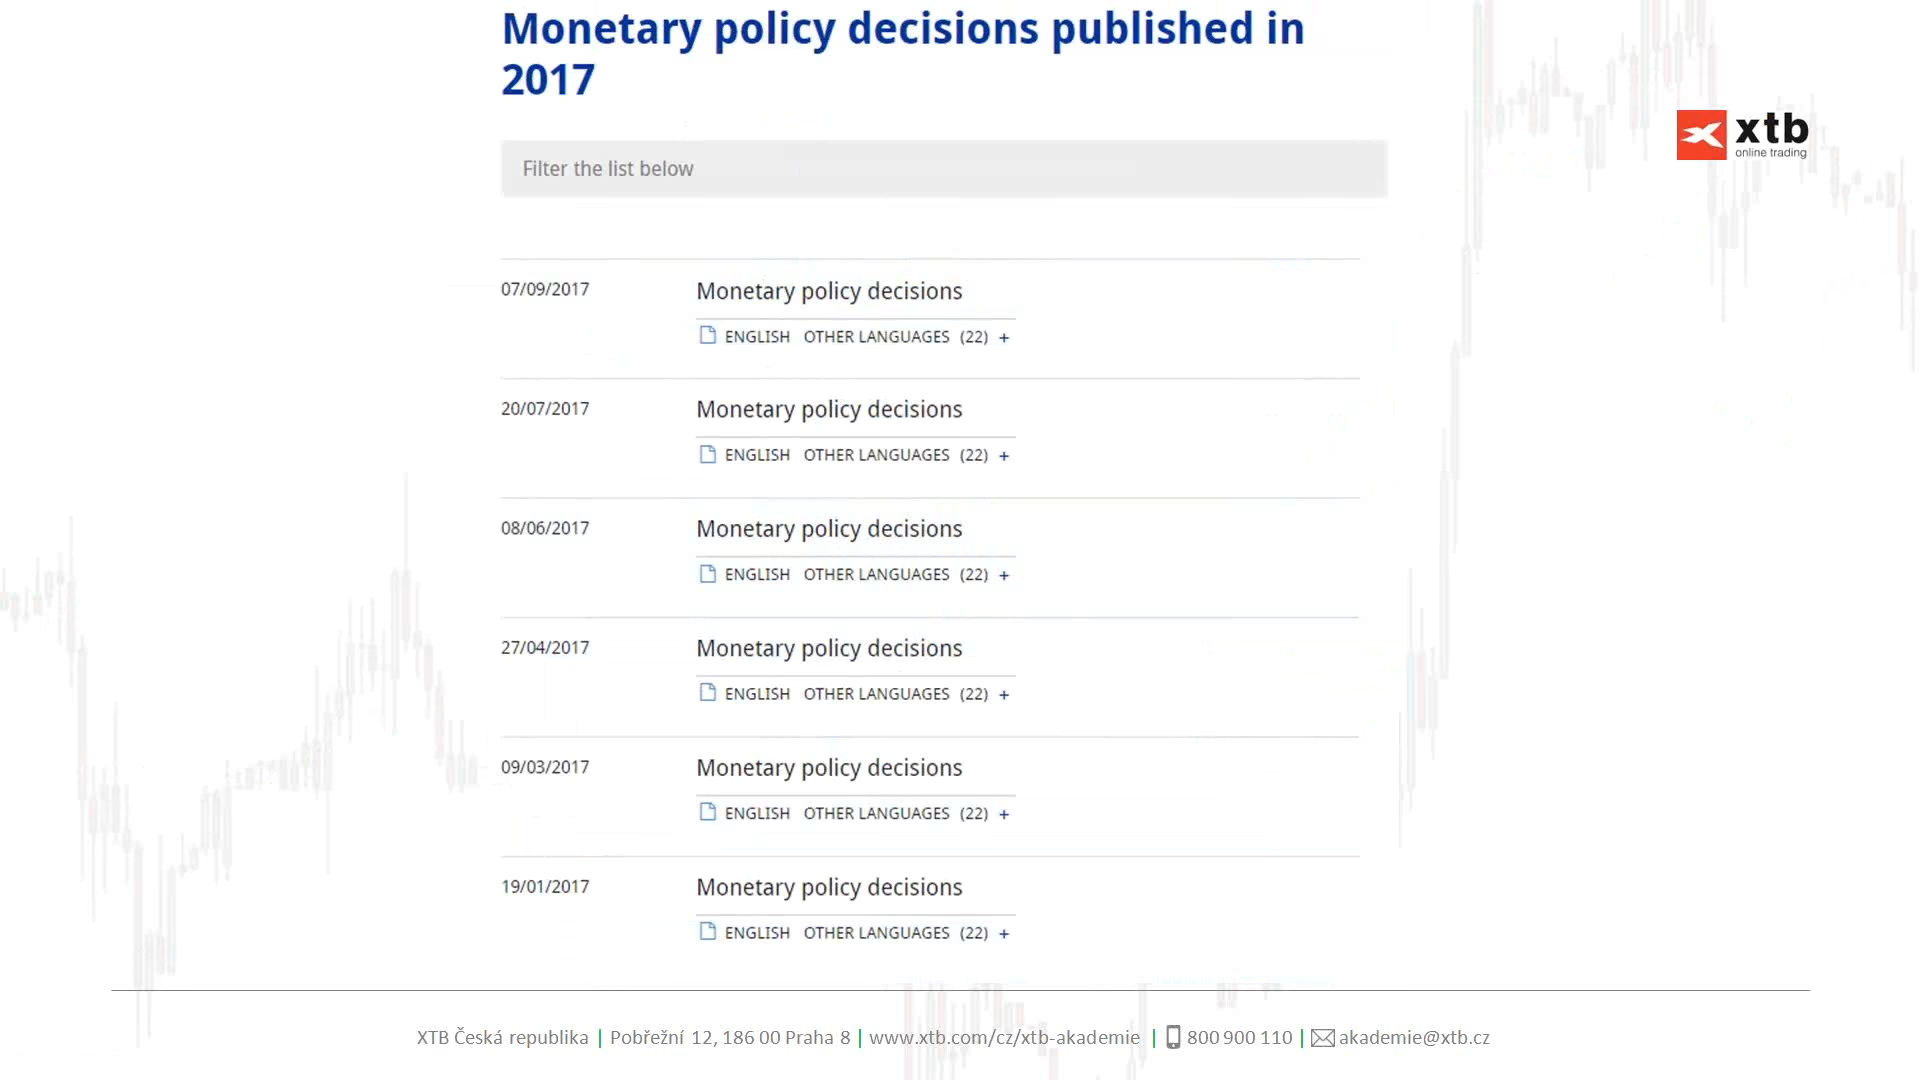 Monetary policy decisions published in
2017
xtb
online trading
Filter the list below
07/09/2017 Monetary policy decisions
ENGLISH OTHER LANGUAGES (22) +
20/07/2017 Monetary policy decisions
ENGLISH OTHER LANGUAGES (22) +
08/06/2017 Monetary policy decisions
ENGLISH OTHER LANGUAGES (22) +
27/04/2017 Monetary policy decisions
ENGLISH OTHER LANGUAGES (22) +
09/03/2017 Monetary policy decisions
ENGLISH OTHER LANGUAGES (22) +
19/01/2017 Monetary policy decisions
ENGLISH OTHER LANGUAGES (22) +
XTB Česká republika | Pobřežní 12, 186 00 Praha 8 | www.xtb.com/cz/xtb-akademie | 800 900 110 | akademie@xtb.cz